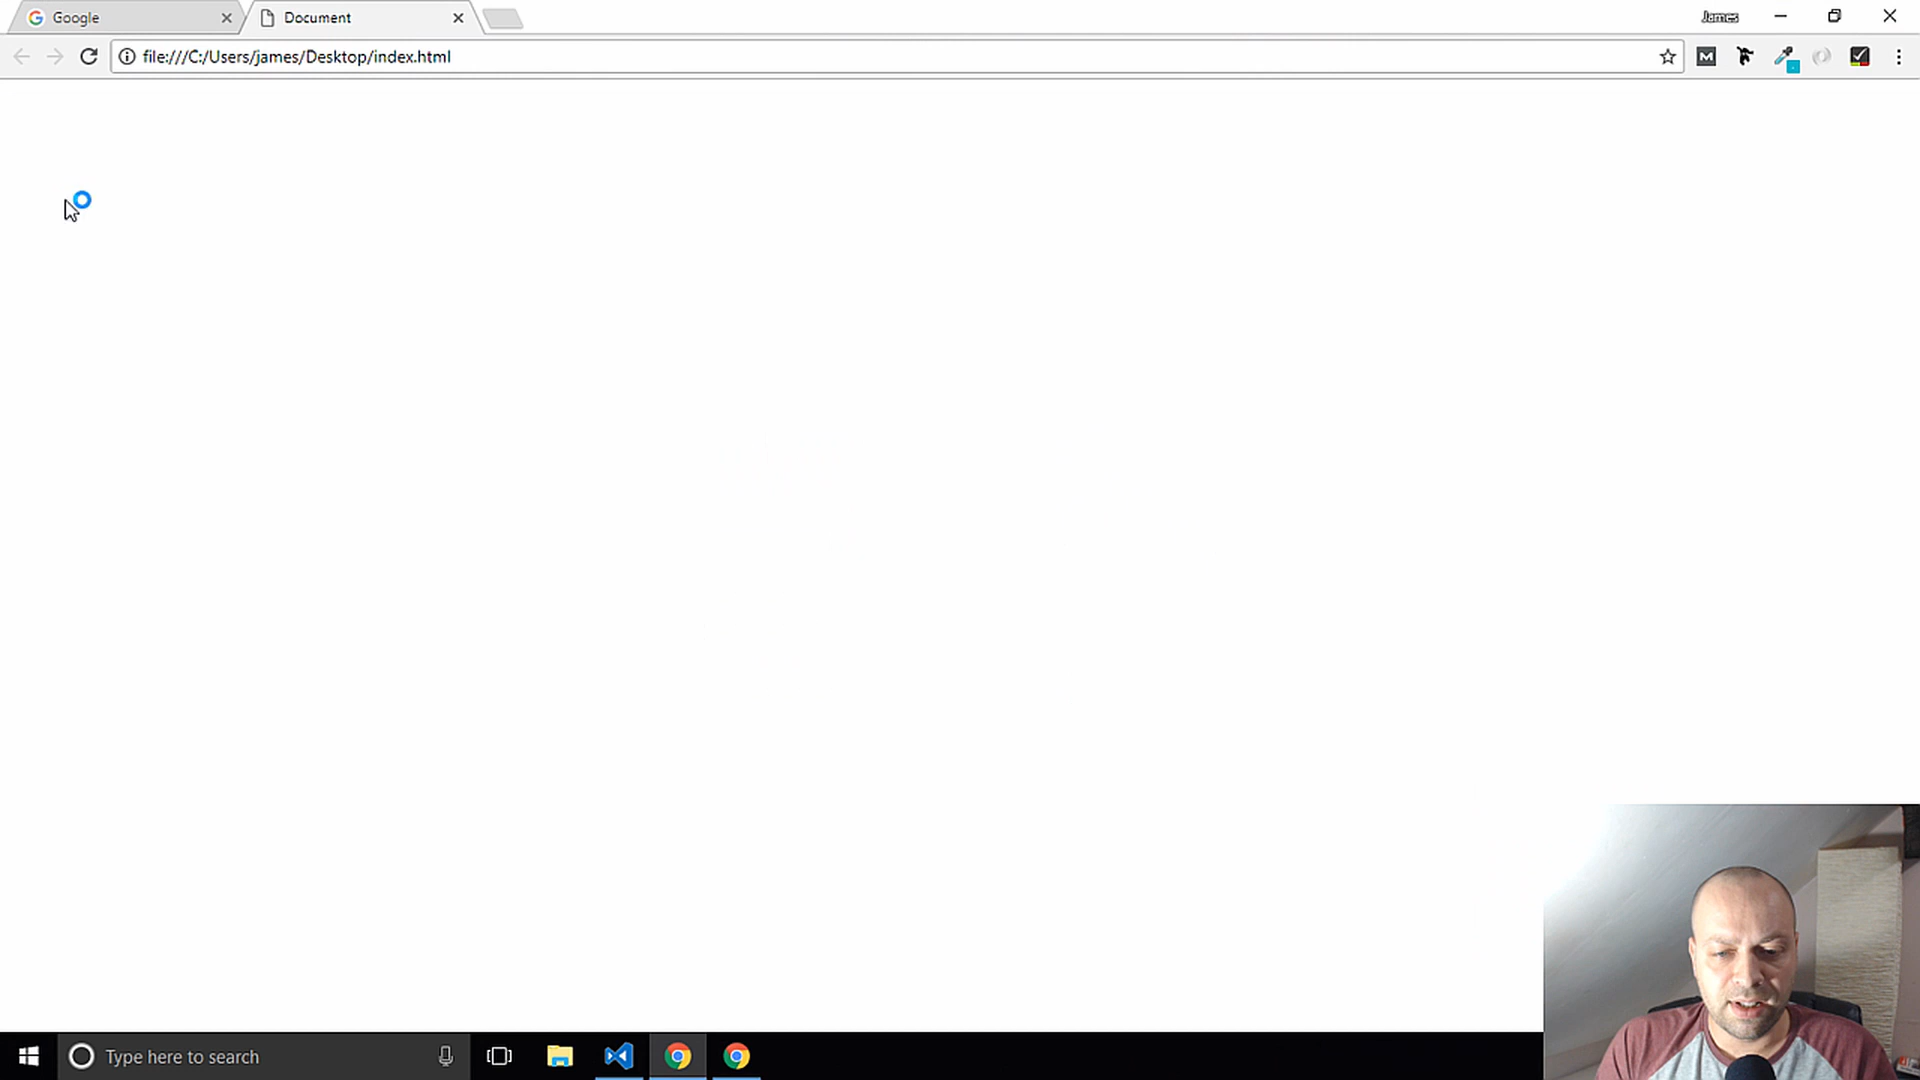 Google
Document
James
file:///C:/Users/james/Desktop/index.html
Type here to search